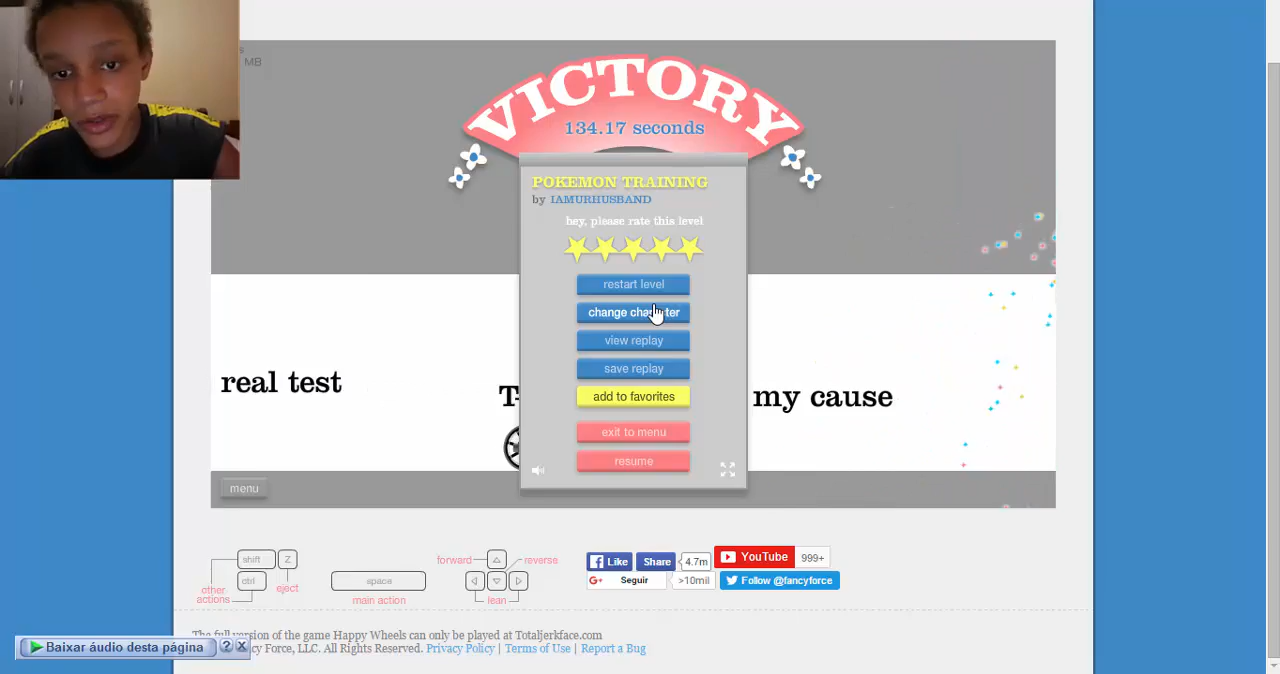 s
MB
VICTORY
134.17 seconds
POKEMON TRAINING
by IAMURHUSBAND
hey, please rate this level
restart level
change character
view replay
save replay
add to favorites
exit to menu
resume
real test
my cause
menu
shift Z
ctrl
other actions
eject
space
main action
forward
reverse
lean
Like Share 4.7m
YouTube 999+
G+ Seguir >10mil
Follow @fancyforce
The full version of the game Happy Wheels can only be played at Totaljerkface.com
cy Force, LLC. All Rights Reserved. Privacy Policy | Terms of Use | Report a Bug
Baixar áudio desta página ? X